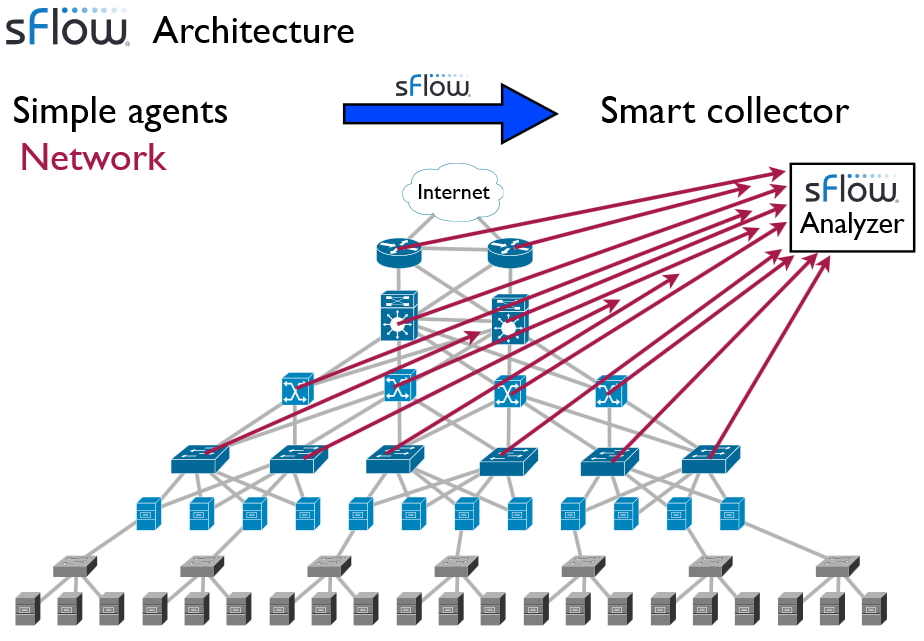 sFlow® Architecture
sFlow®
Simple agents
Smart collector
Network
Internet
sFlow®
Analyzer